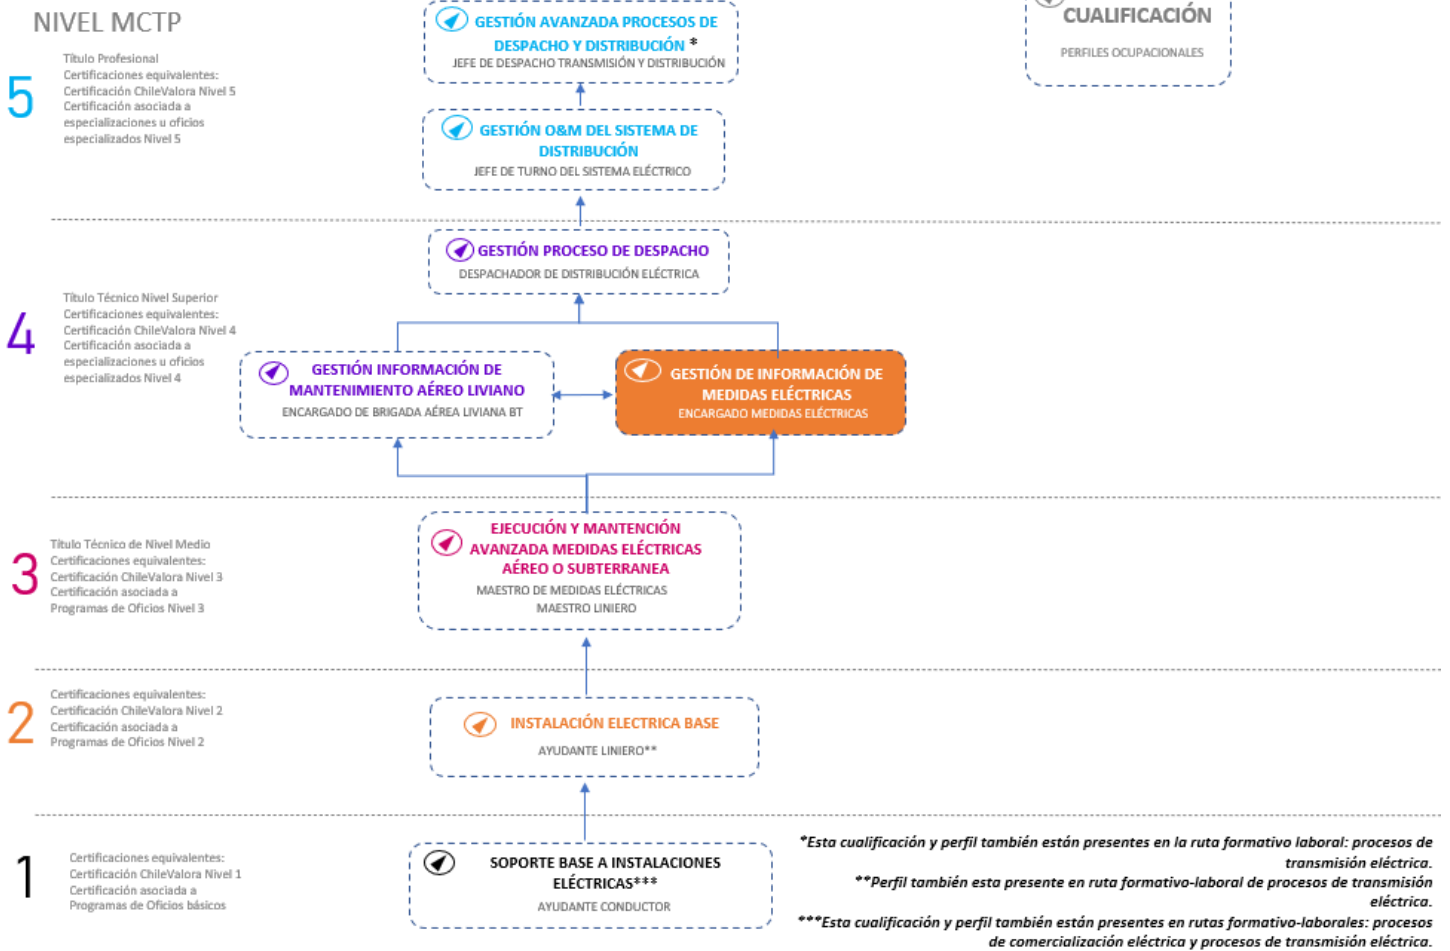 NIVEL MCTP
5
Título Profesional
Certificaciones equivalentes:
Certificación ChileValora Nivel 5
Certificación asociada a
especializaciones u oficios
especializados Nivel 5
GESTIÓN AVANZADA PROCESOS DE
DESPACHO Y DISTRIBUCIÓN *
JEFE DE DESPACHO TRANSMISIÓN Y DISTRIBUCIÓN
CUALIFICACIÓN
PERFILES OCUPACIONALES
GESTIÓN O&M DEL SISTEMA DE
DISTRIBUCIÓN
JEFE DE TURNO DEL SISTEMA ELÉCTRICO
4
Título Técnico Nivel Superior
Certificaciones equivalentes:
Certificación ChileValora Nivel 4
Certificación asociada a
especializaciones u oficios
especializados Nivel 4
GESTIÓN PROCESO DE DESPACHO
DESPACHADOR DE DISTRIBUCIÓN ELÉCTRICA
GESTIÓN INFORMACIÓN DE
MANTENIMIENTO AÉREO LIVIANO
ENCARGADO DE BRIGADA AÉREA LIVIANA BT
GESTIÓN DE INFORMACIÓN DE
MEDIDAS ELÉCTRICAS
ENCARGADO MEDIDAS ELÉCTRICAS
3
Título Técnico de Nivel Medio
Certificaciones equivalentes:
Certificación ChileValora Nivel 3
Certificación asociada a
Programas de Oficios Nivel 3
EJECUCIÓN Y MANTENCIÓN
AVANZADA MEDIDAS ELÉCTRICAS
AÉREO O SUBTERRANEA
MAESTRO DE MEDIDAS ELÉCTRICAS
MAESTRO LINIERO
2
Certificaciones equivalentes:
Certificación ChileValora Nivel 2
Certificación asociada a
Programas de Oficios Nivel 2
INSTALACIÓN ELECTRICA BASE
AYUDANTE LINIERO**
1
Certificaciones equivalentes:
Certificación ChileValora Nivel 1
Certificación asociada a
Programas de Oficios básicos
SOPORTE BASE A INSTALACIONES
ELÉCTRICAS***
AYUDANTE CONDUCTOR
*Esta cualificación y perfil también están presentes en la ruta formativo laboral: procesos de
transmisión eléctrica.
**Perfil también esta presente en ruta formativo-laboral de procesos de transmisión
eléctrica.
***Esta cualificación y perfil también están presentes en rutas formativo-laborales: procesos
de comercialización eléctrica y procesos de transmisión eléctrica.